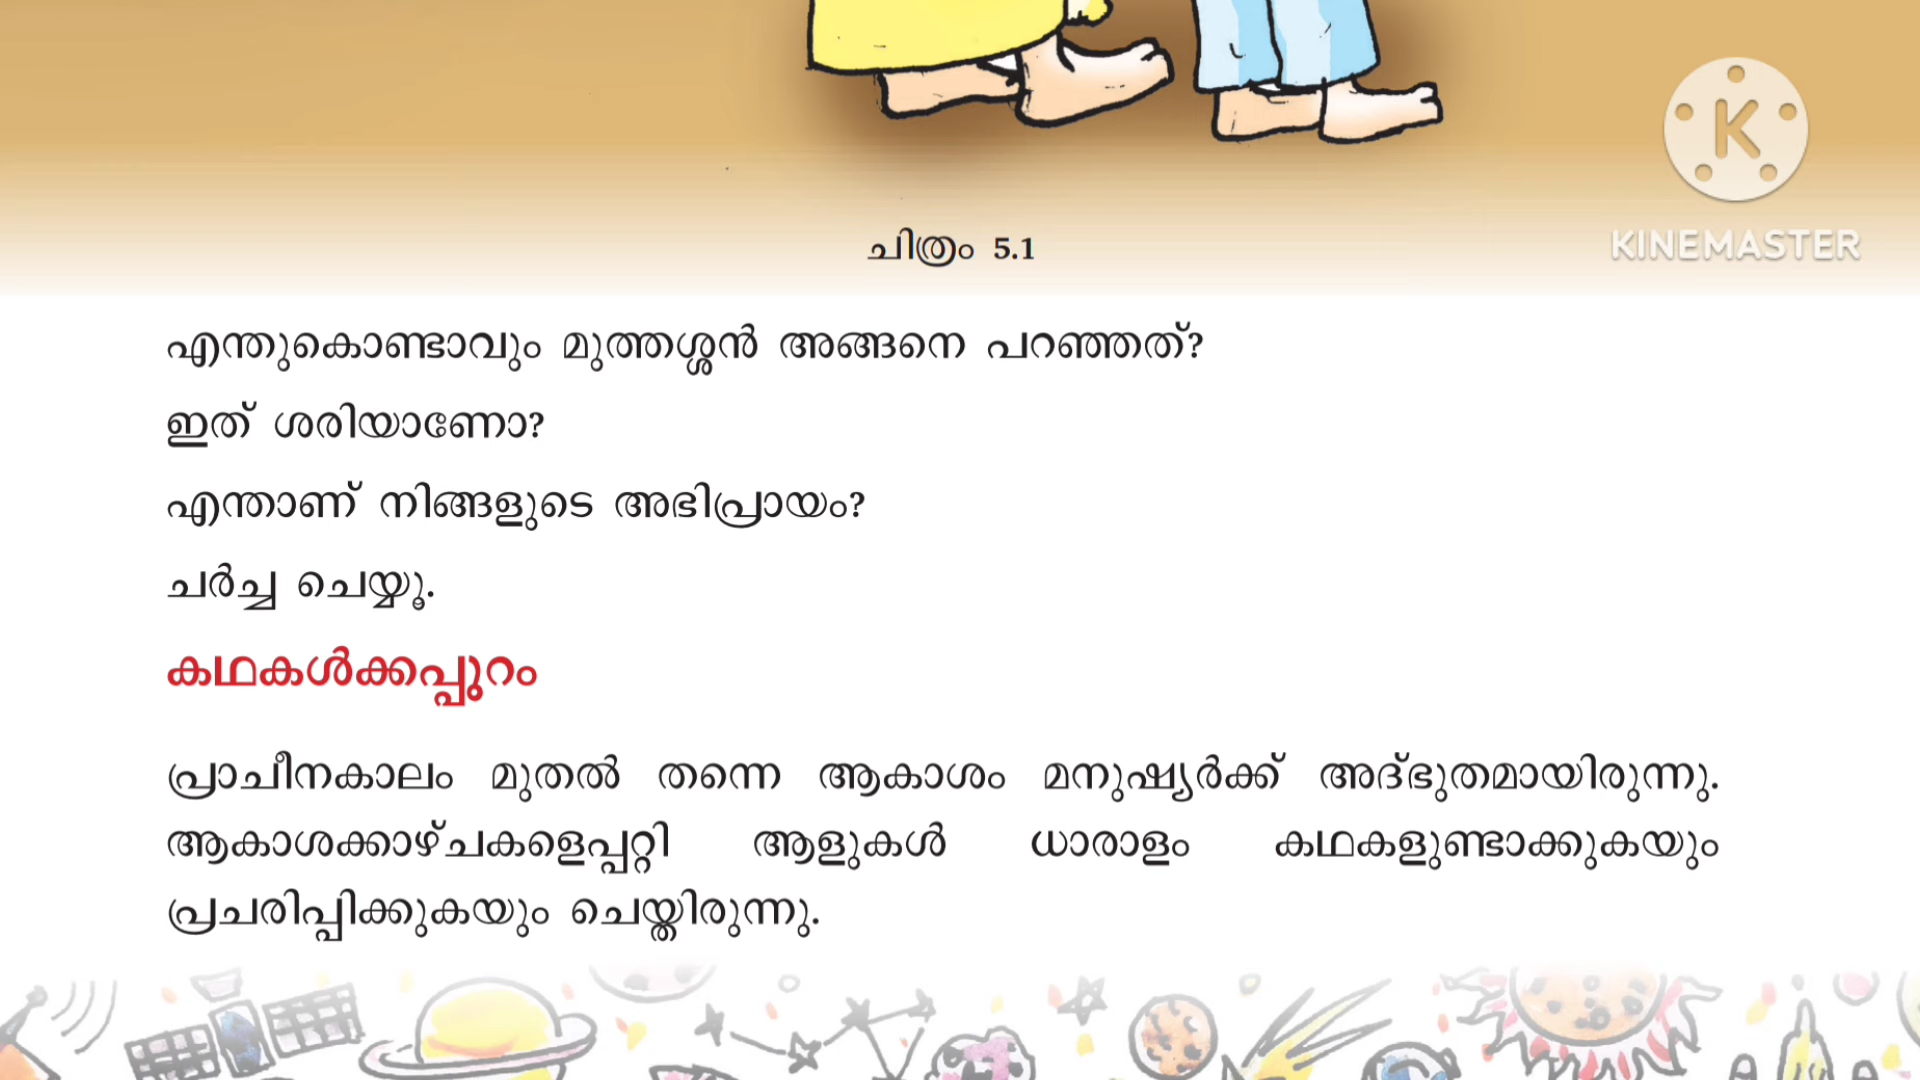 K
KINEMASTER
ചിത്രം 5.1
എന്തുകൊണ്ടാവും മുത്തശ്ശൻ അങ്ങനെ പറഞ്ഞത്?
ഇത് ശരിയാണോ?
എന്താണ് നിങ്ങളുടെ അഭിപ്രായം?
ചർച്ച ചെയ്യൂ.
കഥകൾക്കപ്പുറം
പ്രാചീനകാലം മുതൽ തന്നെ ആകാശം മനുഷ്യർക്ക് അദ്ഭുതമായിരുന്നു.
ആകാശക്കാഴ്ചകളെപ്പറ്റി ആളുകൾ ധാരാളം കഥകളുണ്ടാക്കുകയും
പ്രചരിപ്പിക്കുകയും ചെയ്തിരുന്നു.